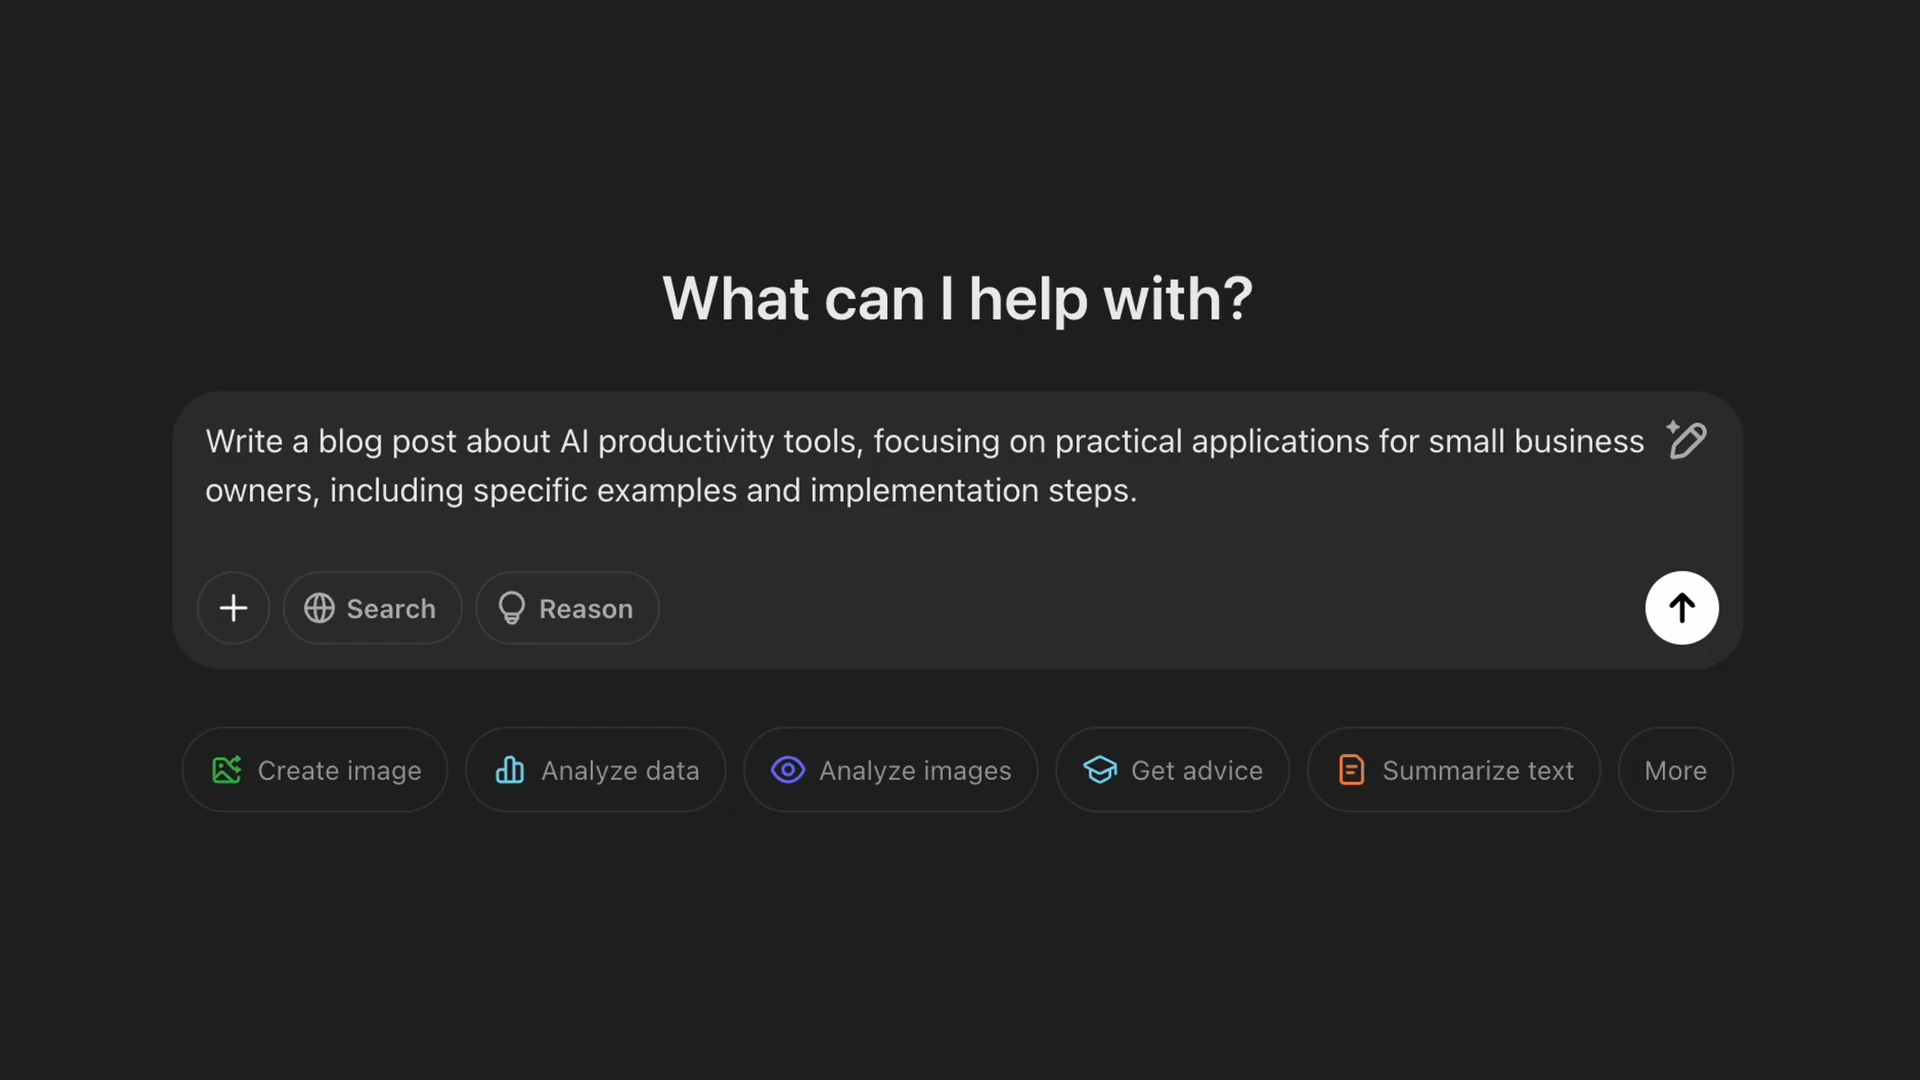 What can I help with?
Write a blog post about AI productivity tools, focusing on practical applications for small business
owners, including specific examples and implementation steps.
Search
Reason
Create image
Analyze data
Analyze images
Get advice
Summarize text
More